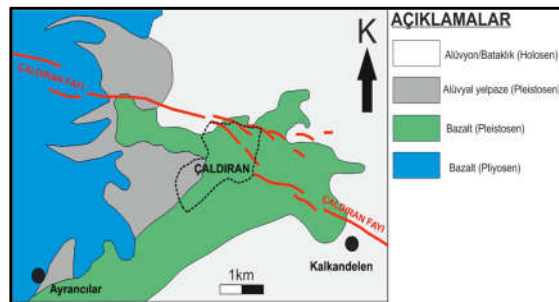 AÇIKLAMALAR
Alüvyon/Bataklık (Holosen)
Alüvyal yelpaze (Pleistosen)
Bazalt (Pleistosen)
Bazalt (Pliyosen)
K
ÇALDIRAN FAYI
ÇALDIRAN
ÇALDIRAN FAYI
Kalkandelen
1km
Ayrancılar